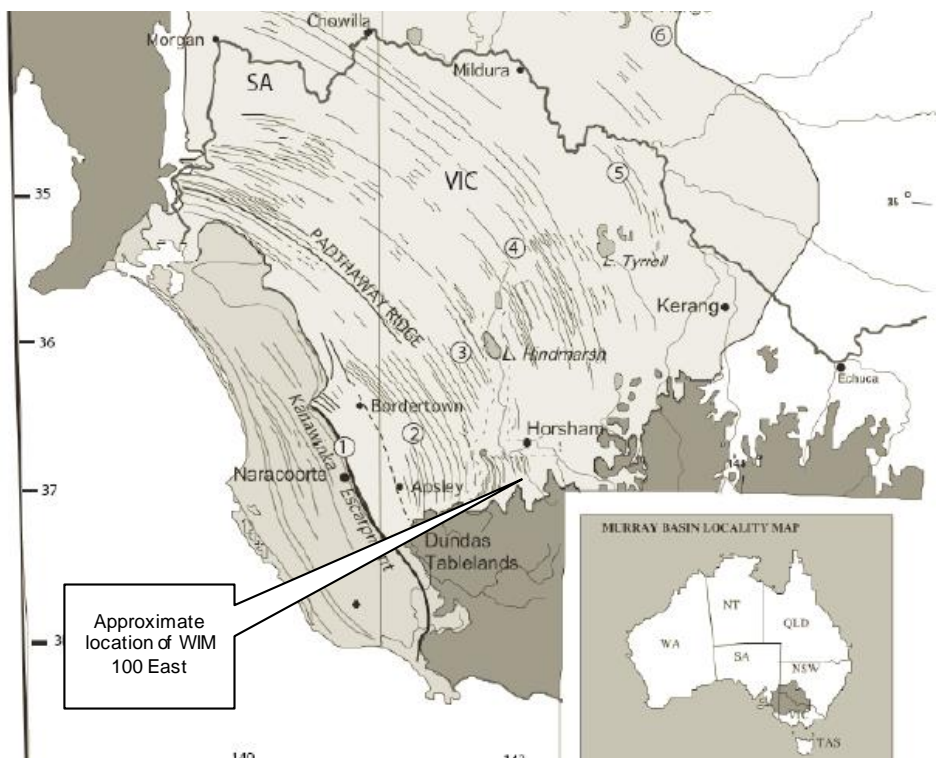 Chowilla
Morgan
6
Mildura
SA
VIC
5
35
4
L. Tyrrell
PADTHAWAY RIDGE
Kerang
36
3
L. Hindmarsh
Echuca
Bordertown
2
Horsham
1
Naracoorte
Kanawinka Escarpment
37
Apsley
Dundas
Tablelands
MURRAY BASIN LOCALITY MAP
Approximate
location of WIM
100 East
NT
QLD
WA
SA
NSW
VIC
TAS